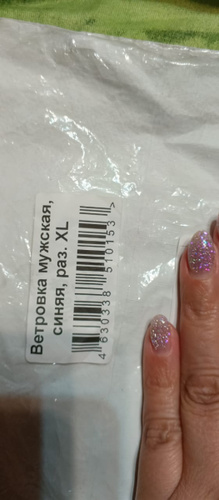 Ветровка мужская,
синяя, раз. XL
4 630338 510153 >